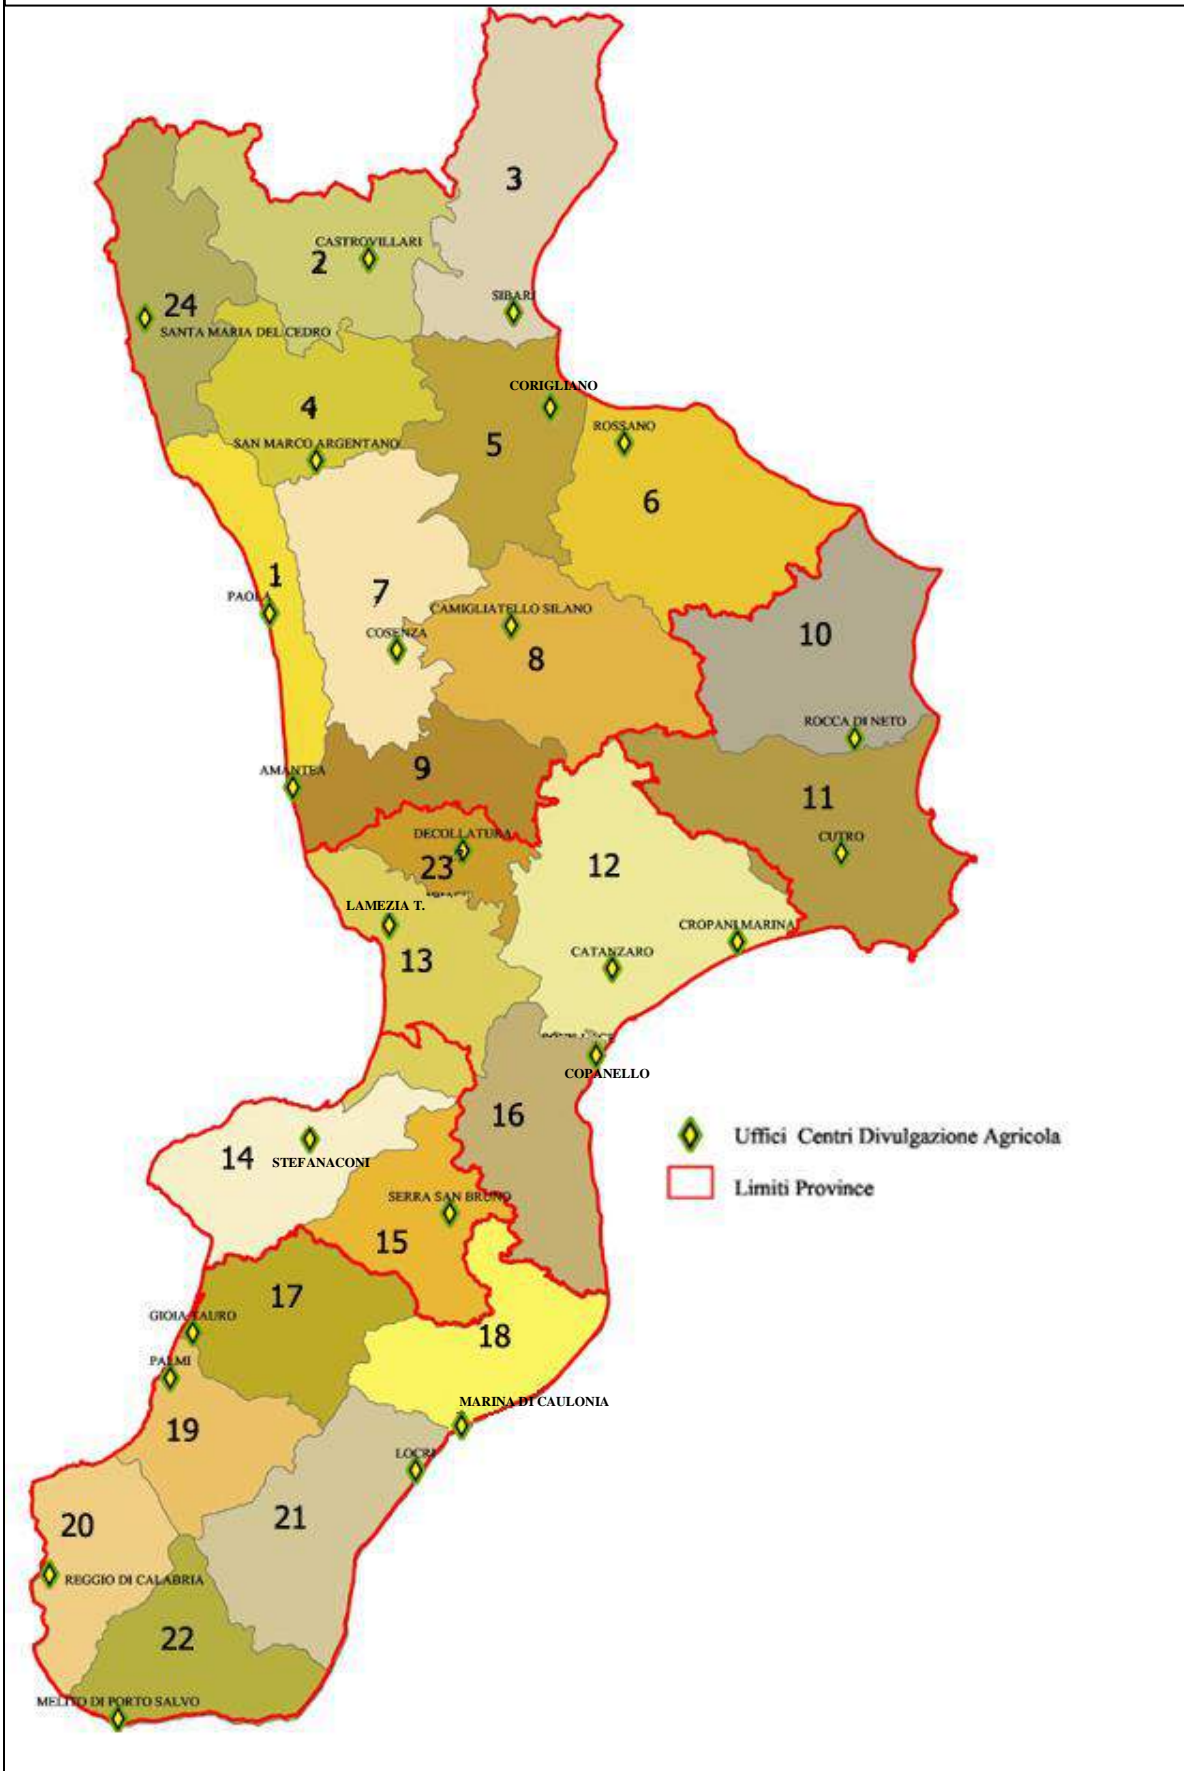 3
CASTROVILLARI
2
SIBARI
24
SANTA MARIA DEL CEDRO
CORIGLIANO
4
ROSSANO
SAN MARCO ARGENTANO
5
6
1
7
PAOLA
CAMIGLIATELLO SILANO
COSENZA
10
8
ROCCA DI NETO
AMANTEA
9
11
DECOLLATURA
CUTRO
23
12
LAMEZIA T.
CROPANI MARINA
13
CATANZARO
COPANELLO
16
Uffici Centri Divulgazione Agricola
14
STEFANACONI
Limiti Province
SERRA SAN BRUNO
15
17
GIOIA TAURO
18
PALMI
MARINA DI CAULONIA
19
LOCRI
20
21
REGGIO DI CALABRIA
22
MELITO DI PORTO SALVO